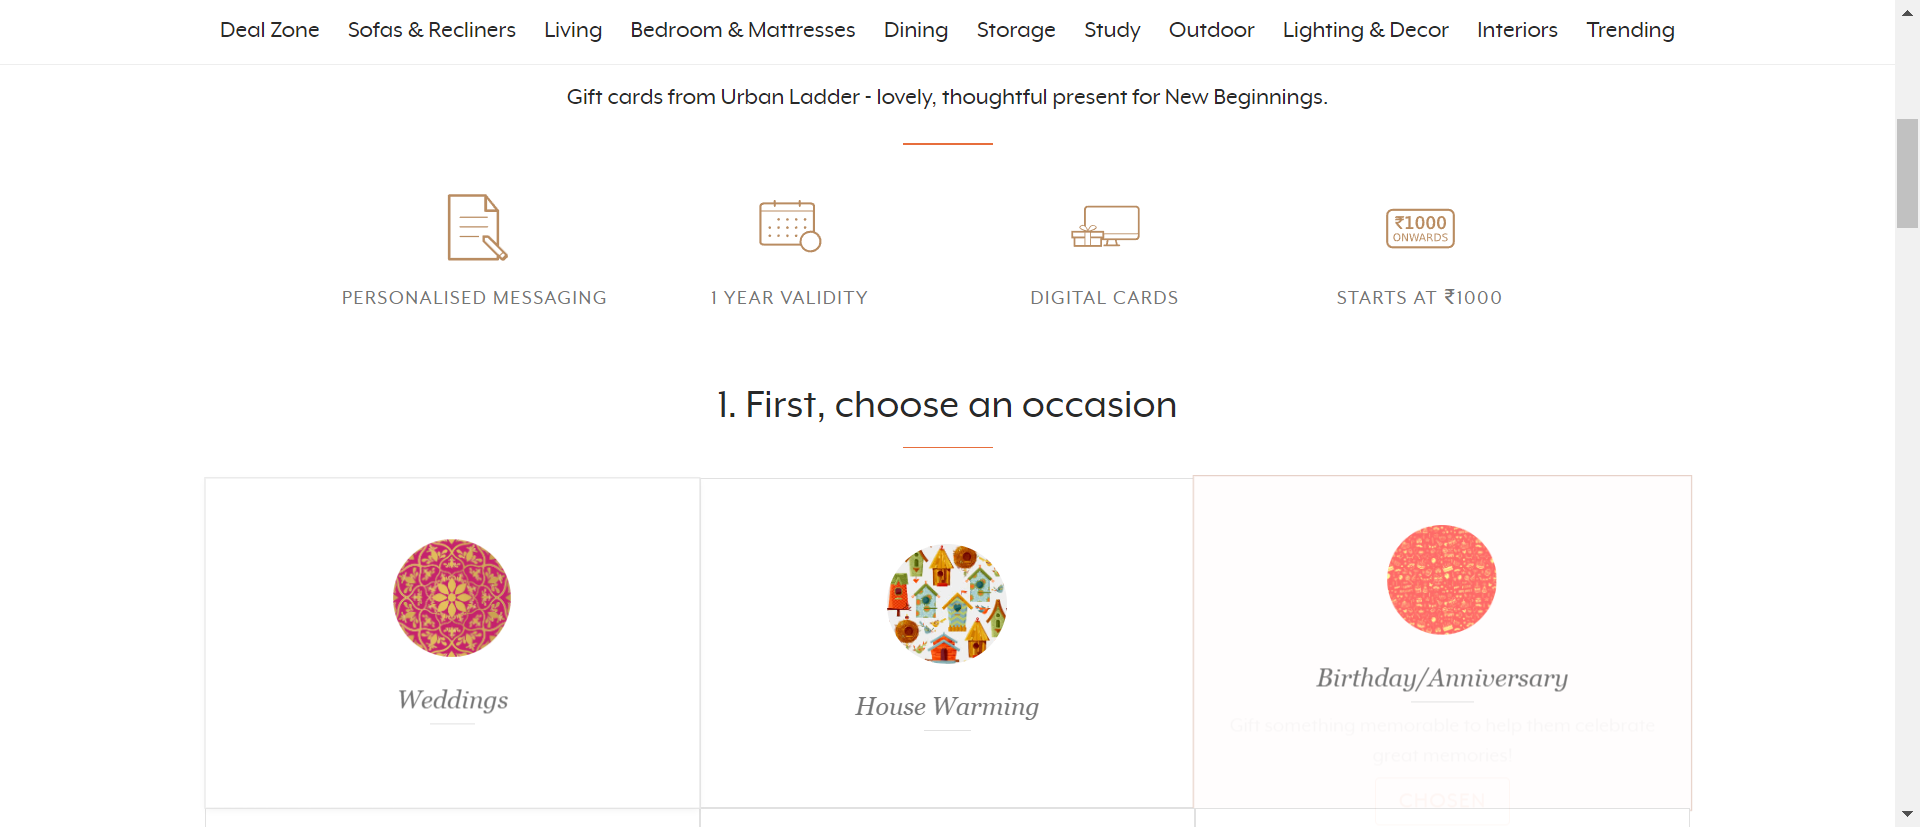 Deal Zone Sofas & Recliners Living Bedroom & Mattresses Dining Storage Study Outdoor Lighting & Decor Interiors Trending
Gift cards from Urban Ladder - lovely, thoughtful present for New Beginnings.
₹1000
ONWARDS
PERSONALISED MESSAGING 1 YEAR VALIDITY DIGITAL CARDS STARTS AT ₹1000
1. First, choose an occasion
Weddings
House Warming
Birthday/Anniversary
Gift something memorable to help them celebrate
great memories!
CHOSEN